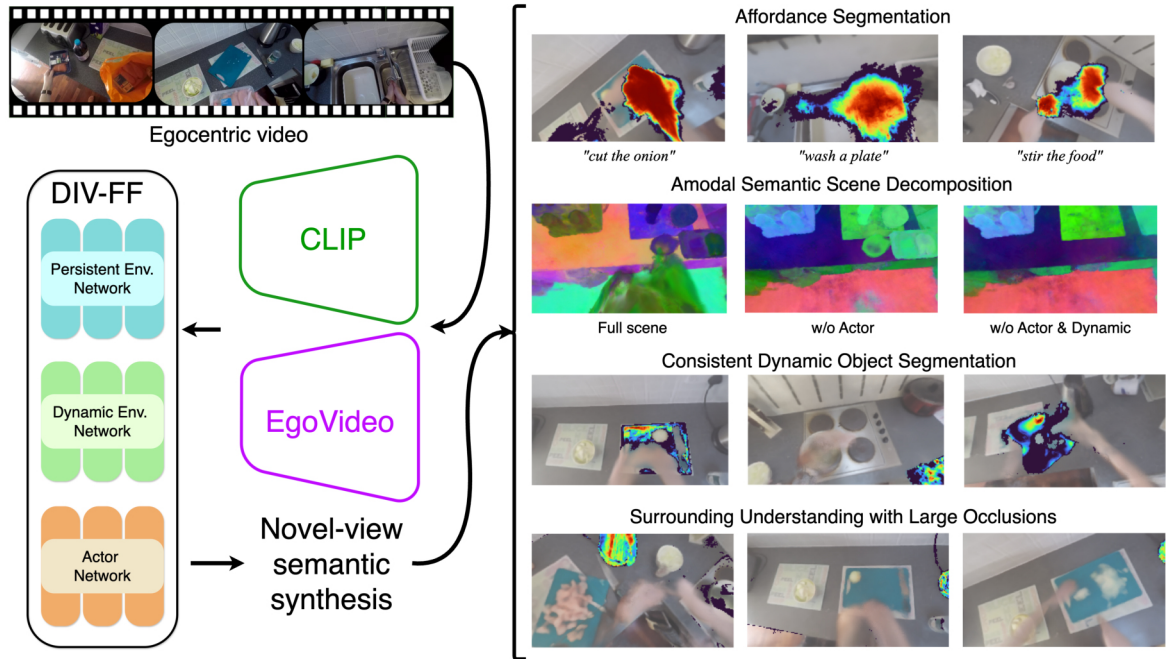 Egocentric video
DIV-FF
Persistent Env.
Network
Dynamic Env.
Network
Actor
Network
CLIP
EgoVideo
Novel-view
semantic
synthesis
Affordance Segmentation
"cut the onion"
"wash a plate"
"stir the food"
Amodal Semantic Scene Decomposition
Full scene
w/o Actor
w/o Actor & Dynamic
Consistent Dynamic Object Segmentation
Surrounding Understanding with Large Occlusions